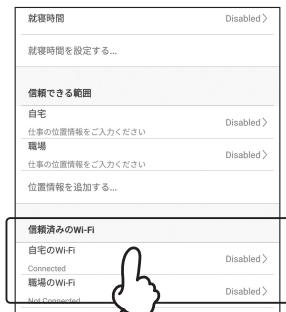 就寝時間 Disabled >
就寝時間を設定する...
信頼できる範囲
自宅
仕事の位置情報をご入力ください
Disabled >
職場
仕事の位置情報をご入力ください
Disabled >
位置情報を追加する...
信頼済みのWi-Fi
自宅のWi-Fi
Connected
Disabled >
職場のWi-Fi
Not Connected
Disabled >